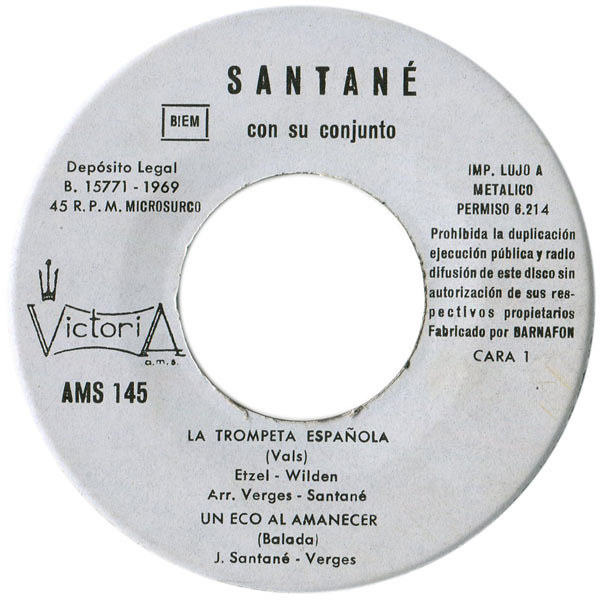 SANTANÉ
BIEM
con su conjunto
Depósito Legal
B. 15771 - 1969
45 R.P.M. MICROSURCO
IMP. LUJO A
METALICO
PERMISO 6.214
Prohibida la duplicación
ejecución pública y radio
difusión de este disco sin
autorización de sus res-
pectivos propietarios
Fabricado por BARNAFON
CARA 1
VictoriA
a.m.s.
AMS 145
LA TROMPETA ESPAÑOLA
(Vals)
Etzel - Wilden
Arr. Verges - Santané
UN ECO AL AMANECER
(Balada)
J. Santané - Verges